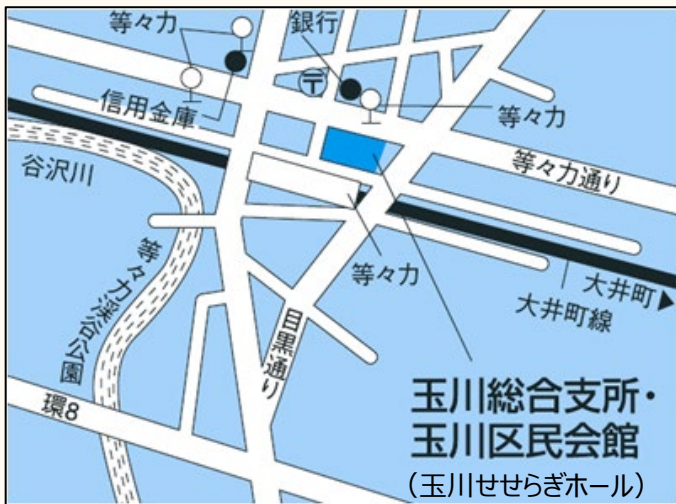 等々力
銀行
〒
信用金庫
等々力
谷沢川
等々力通り
等々力
大井町▶
大井町線
等々力渓谷公園
目黒通り
環8
玉川総合支所・
玉川区民会館
(玉川せせらぎホール)